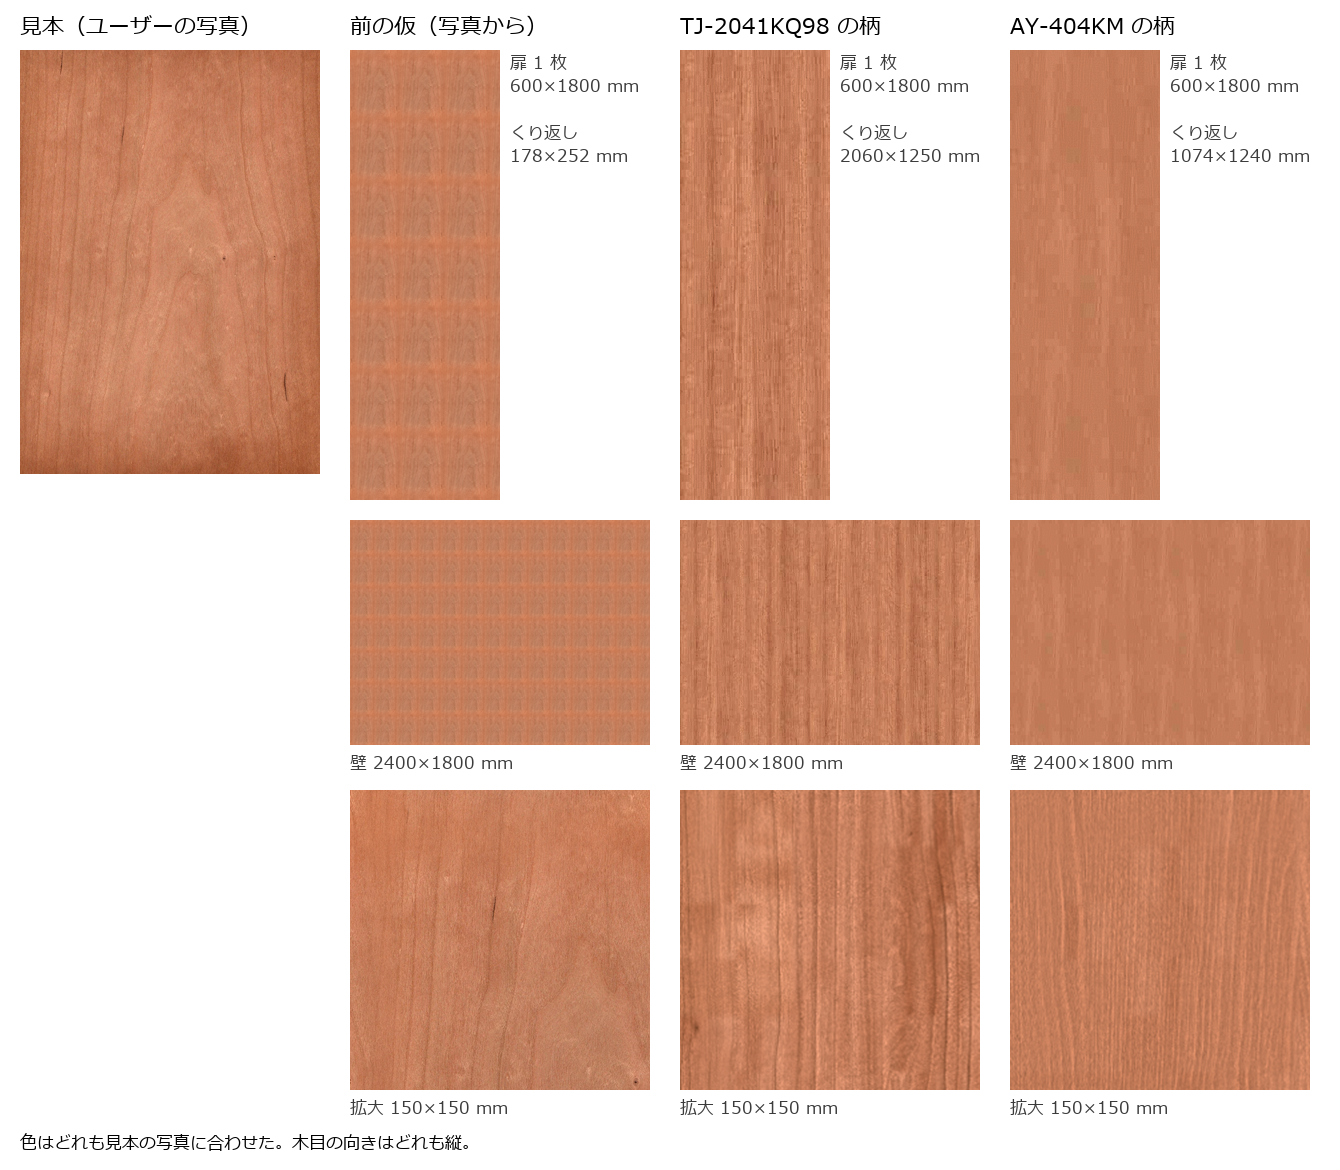 見本（ユーザーの写真）
前の仮（写真から）
TJ-2041KQ98 の柄
AY-404KM の柄
扉 1 枚
600×1800 mm
くり返し
178×252 mm
扉 1 枚
600×1800 mm
くり返し
2060×1250 mm
扉 1 枚
600×1800 mm
くり返し
1074×1240 mm
壁 2400×1800 mm
壁 2400×1800 mm
壁 2400×1800 mm
拡大 150×150 mm
拡大 150×150 mm
拡大 150×150 mm
色はどれも見本の写真に合わせた。木目の向きはどれも縦。